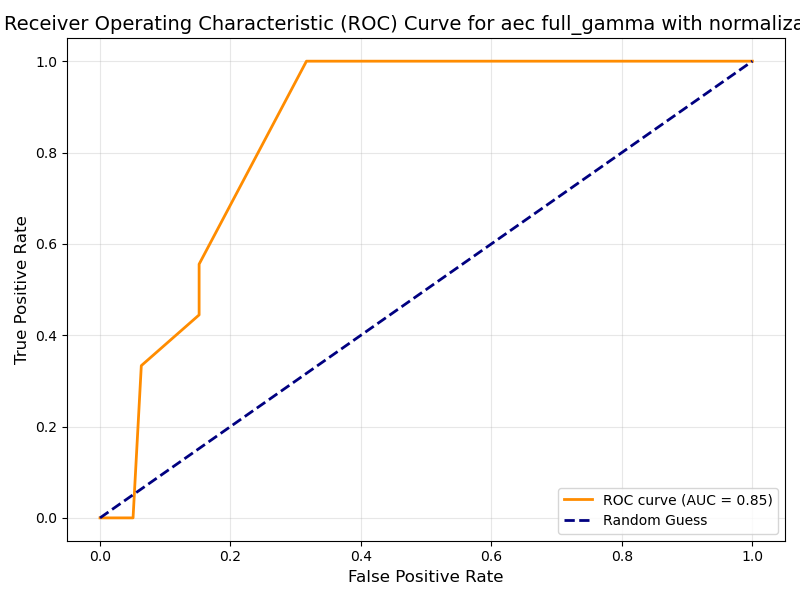 Receiver Operating Characteristic (ROC) Curve for aec full_gamma with normaliza
1.0
0.8
0.6
0.4
0.2
0.0
True Positive Rate
0.0 0.2 0.4 0.6 0.8 1.0
False Positive Rate
ROC curve (AUC = 0.85)
Random Guess